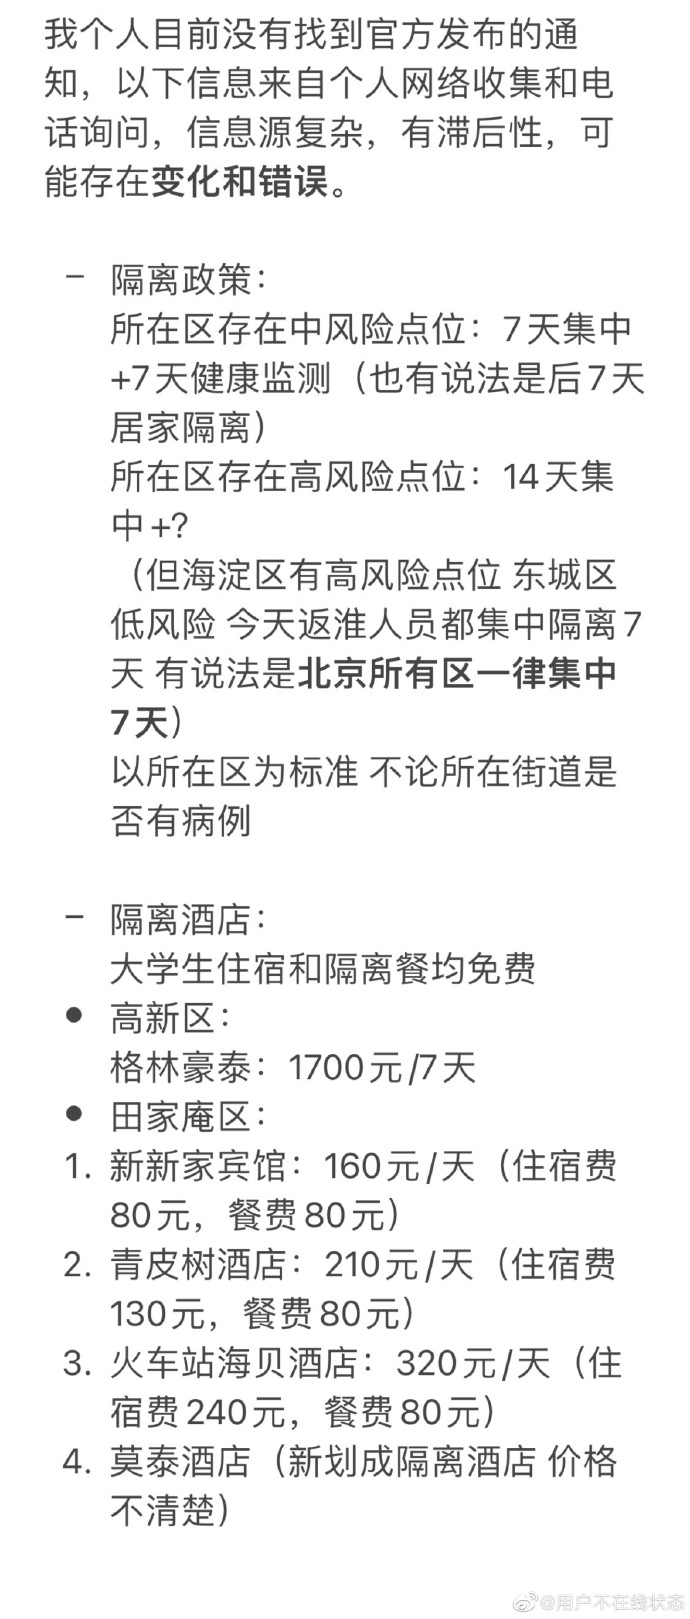 我个人目前没有找到官方发布的通
知，以下信息来自个人网络收集和电
话询问，信息源复杂，有滞后性，可
能存在变化和错误。
– 隔离政策：
所在区存在中风险点位：7天集中
+7天健康监测（也有说法是后7天
居家隔离）
所在区存在高风险点位：14天集
中+?
（但海淀区有高风险点位 东城区
低风险 今天返淮人员都集中隔离7
天 有说法是北京所有区一律集中
7天）
以所在区为标准 不论所在街道是
否有病例
– 隔离酒店：
大学生住宿和隔离餐均免费
• 高新区：
格林豪泰：1700元/7天
• 田家庵区：
1. 新新家宾馆：160元/天（住宿费
80元，餐费80元）
2. 青皮树酒店：210元/天（住宿费
130元，餐费80元）
3. 火车站海贝酒店：320元/天（住
宿费240元，餐费80元）
4. 莫泰酒店（新划成隔离酒店 价格
不清楚）
@用户不在线状态